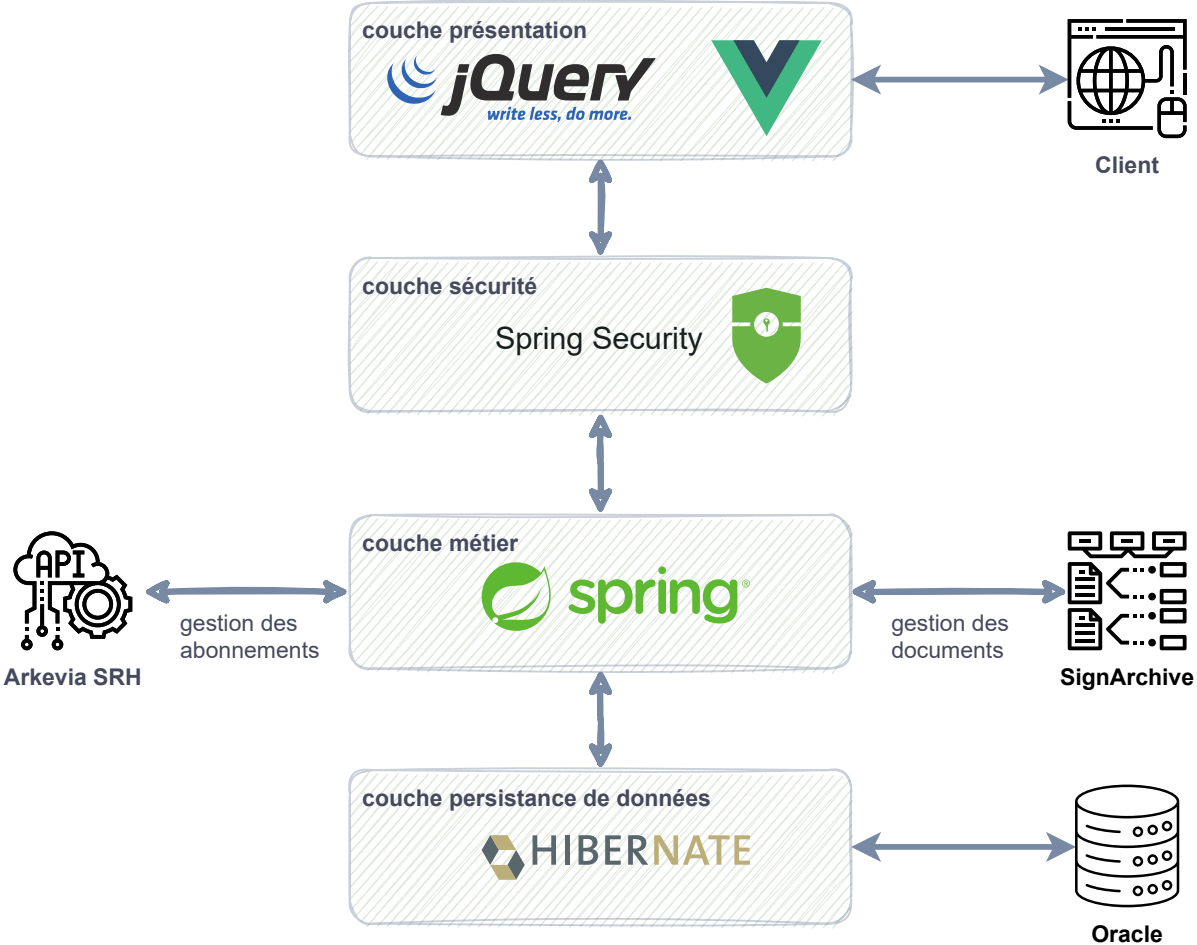 couche présentation
jQuery
write less, do more.
Client
couche sécurité
Spring Security
couche métier
spring®
API
gestion des
abonnements
Arkevia SRH
gestion des
documents
SignArchive
couche persistance de données
HIBERNATE
Oracle